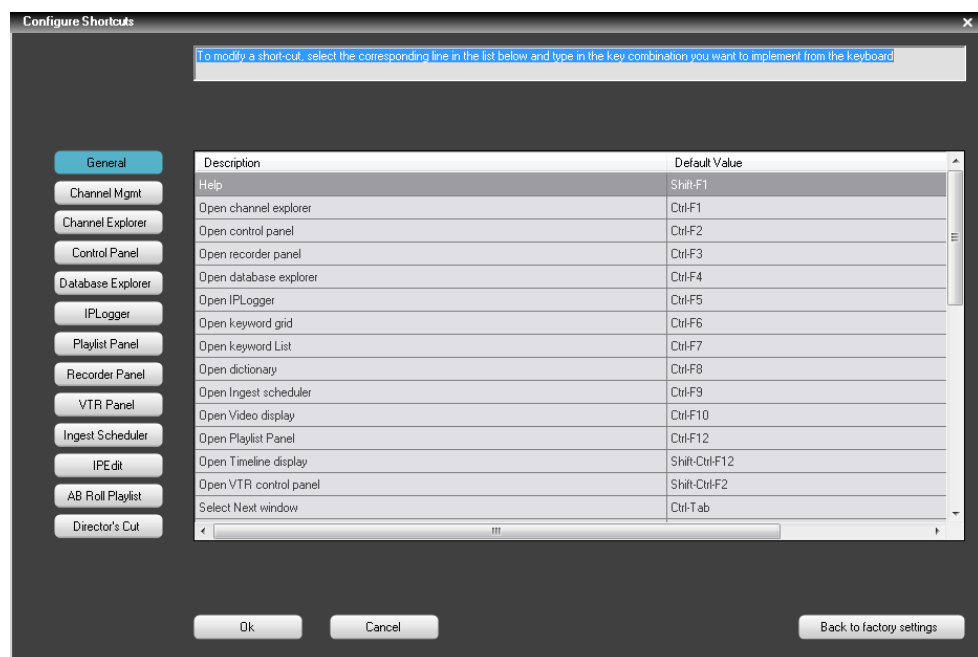 Configure Shortcuts
To modify a short-cut, select the corresponding line in the list below and type in the key combination you want to implement from the keyboard
General
Channel Mgmt
Channel Explorer
Control Panel
Database Explorer
IPLogger
Playlist Panel
Recorder Panel
VTR Panel
Ingest Scheduler
IPEdit
AB Roll Playlist
Director's Cut
Description Default Value
Help Shift-F1
Open channel explorer Ctrl-F1
Open control panel Ctrl-F2
Open recorder panel Ctrl-F3
Open database explorer Ctrl-F4
Open IPLogger Ctrl-F5
Open keyword grid Ctrl-F6
Open keyword List Ctrl-F7
Open dictionary Ctrl-F8
Open Ingest scheduler Ctrl-F9
Open Video display Ctrl-F10
Open Playlist Panel Ctrl-F12
Open Timeline display Shift-Ctrl-F12
Open VTR control panel Shift-Ctrl-F2
Select Next window Ctrl-Tab
Ok Cancel Back to factory settings